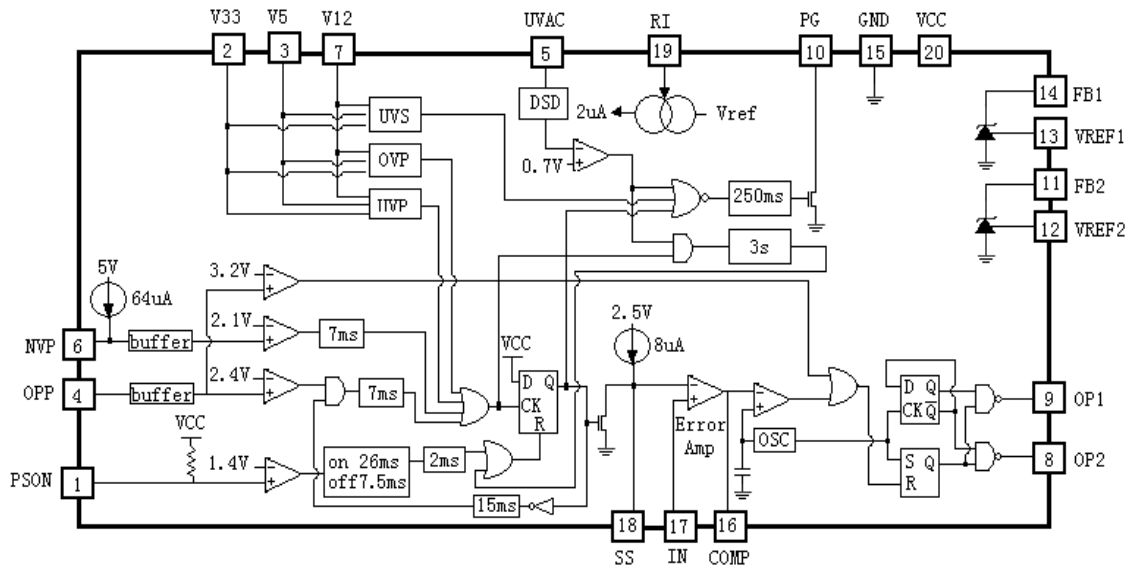 V33 V5 V12 UVAC RI PG GND VCC
2 3 7 5 19 10 15 20
14 FB1
DSD
2uA Vref
UVS
13 VREF1
OVP
0.7V
- +
11 FB2
UVP
250ms
12 VREF2
3s
5V
3.2V
64uA
2.5V
2.1V
7ms
8uA
NVP 6 buffer
VCC
2.4V
D Q
D Q
OPP 4 buffer
7ms
CK
CK Q
9 OP1
VCC
R
Error
Amp
OSC
1.4V
on 26ms
off7.5ms
2ms
S Q
R
8 OP2
PSON 1
15ms
18 17 16
SS IN COMP